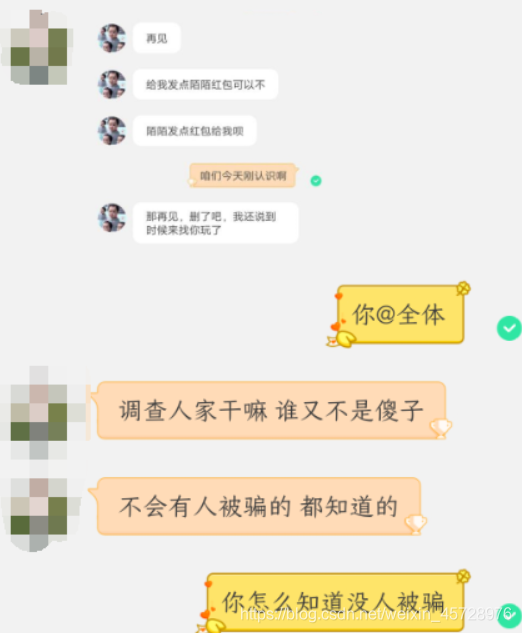 再见
给我发点陌陌红包可以不
陌陌发点红包给我呗
咱们今天刚认识啊
那再见，删了吧，我还说到
时候来找你玩了
你@全体
调查人家干嘛 谁又不是傻子
不会有人被骗的 都知道的
你怎么知道没人被骗
https://blog.csdn.net/weixin_45728976